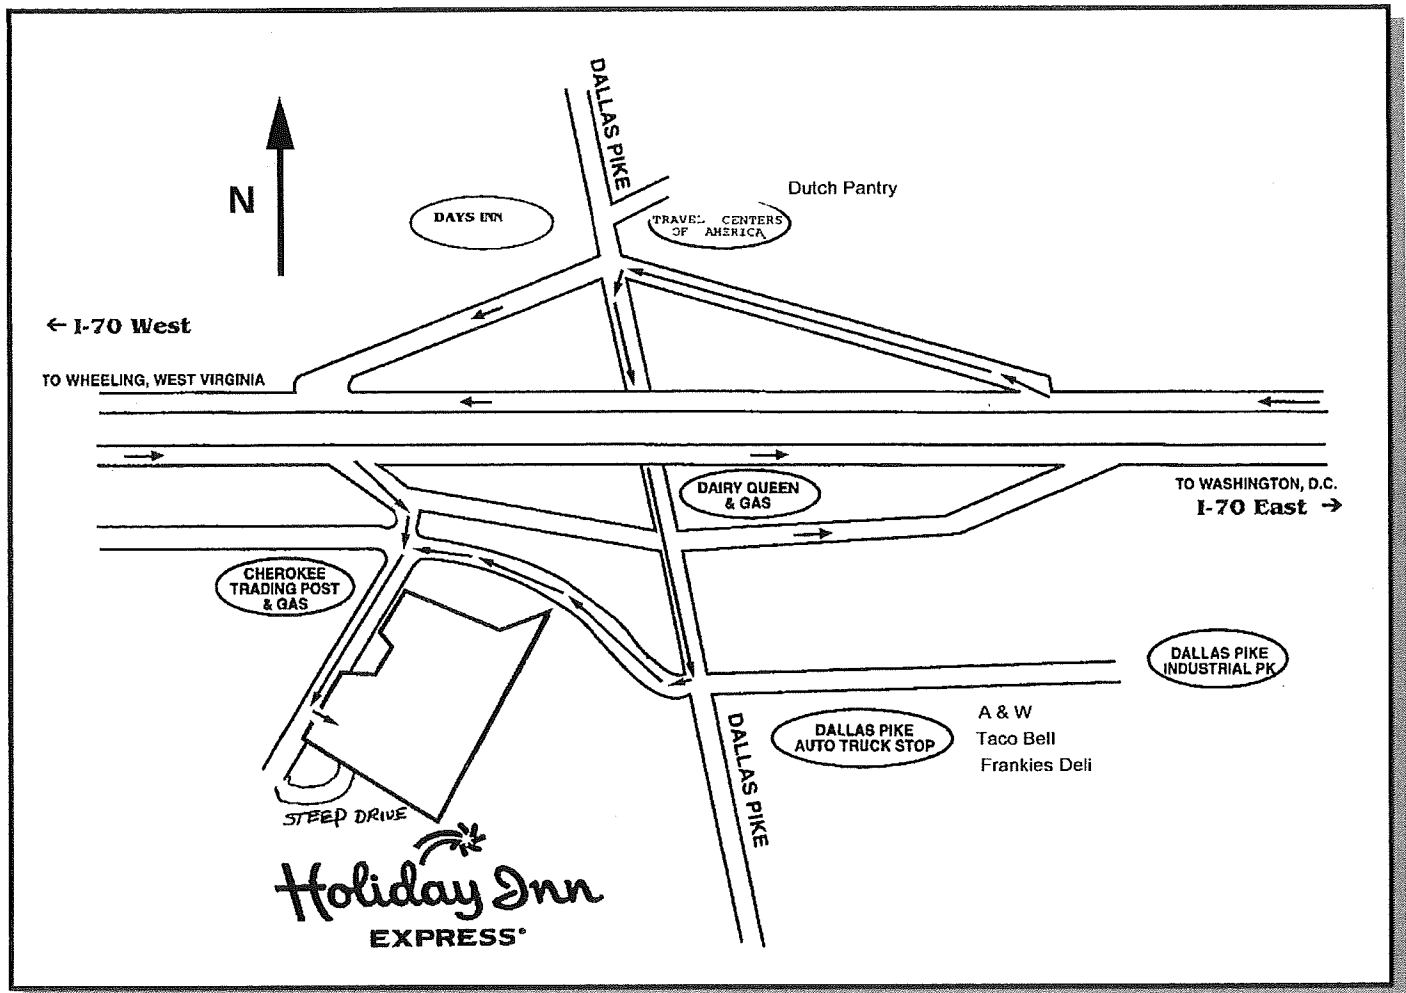 DALLAS PIKE
N
Dutch Pantry
DAYS INN
TRAVEL CENTERS
OF AMERICA
← I-70 West
TO WHEELING, WEST VIRGINIA
DAIRY QUEEN
& GAS
TO WASHINGTON, D.C.
I-70 East →
CHEROKEE
TRADING POST
& GAS
DALLAS PIKE
INDUSTRIAL PK
DALLAS PIKE
DALLAS PIKE
AUTO TRUCK STOP
A & W
Taco Bell
Frankies Deli
STEEP DRIVE
Holiday Inn
EXPRESS®